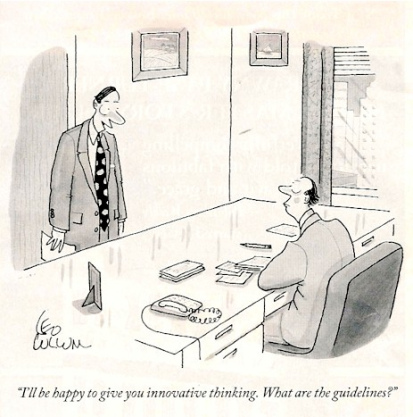 LEO
CULLUM
"I'll be happy to give you innovative thinking. What are the guidelines?"